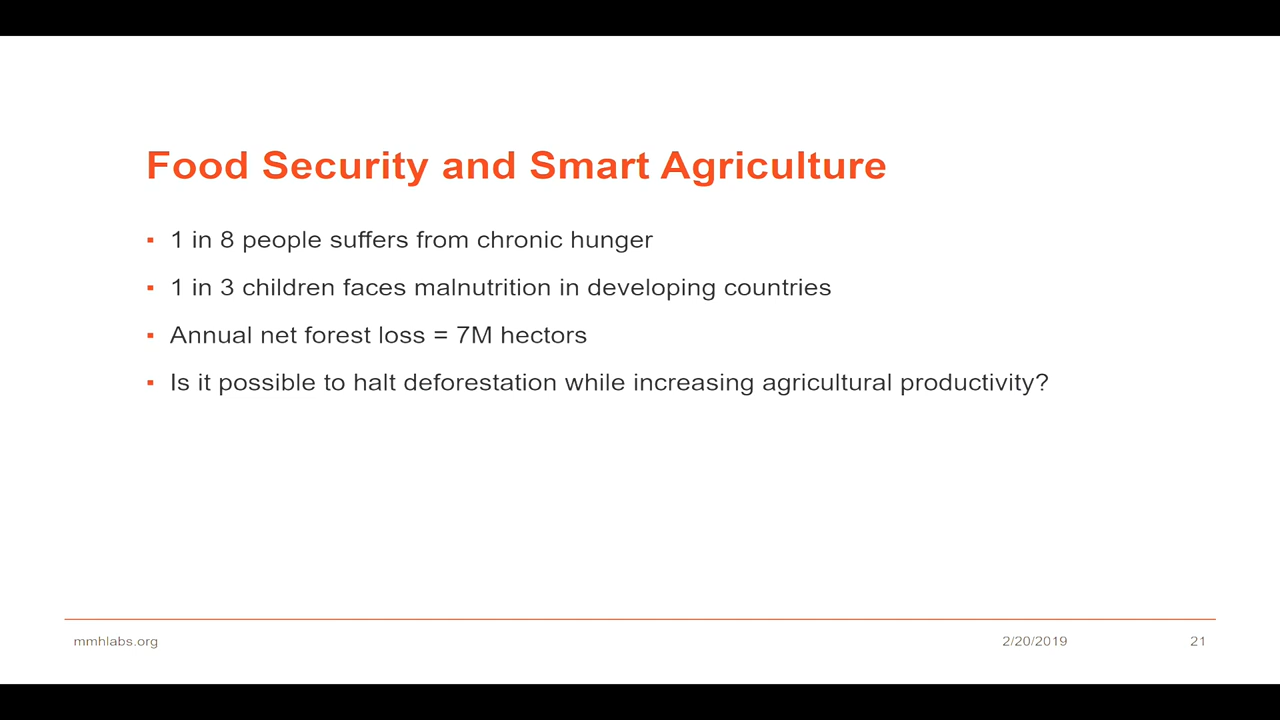 Food Security and Smart Agriculture
▪ 1 in 8 people suffers from chronic hunger
▪ 1 in 3 children faces malnutrition in developing countries
▪ Annual net forest loss = 7M hectors
▪ Is it possible to halt deforestation while increasing agricultural productivity?
mmhlabs.org 2/20/2019 21